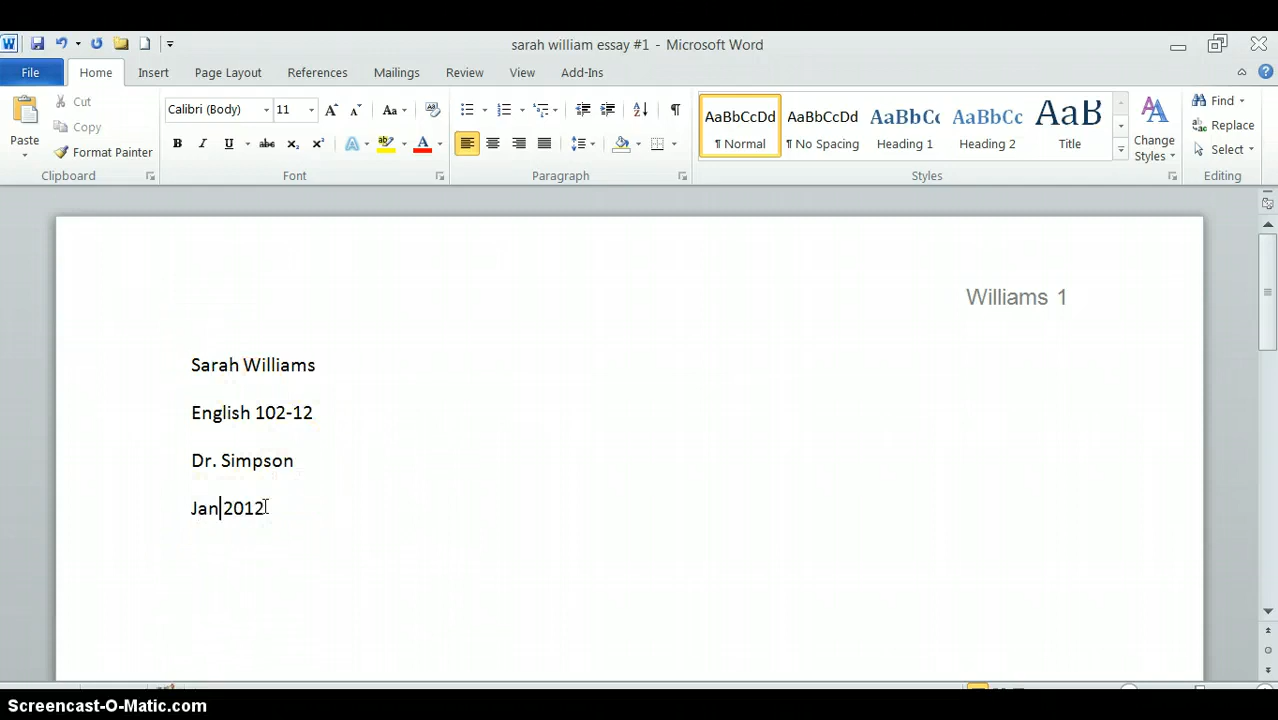 sarah william essay #1 - Microsoft Word
File Home Insert Page Layout References Mailings Review View Add-Ins
Paste
Cut
Copy
Format Painter
Clipboard
Calibri (Body) 11
Font
Paragraph
AaBbCcDd AaBbCcDd AaBbCc AaBbCc AaB
¶ Normal ¶ No Spacing Heading 1 Heading 2 Title
Change
Styles
Styles
Find
Replace
Select
Editing
Williams 1
Sarah Williams
English 102-12
Dr. Simpson
Jan 2012
Screencast-O-Matic.com